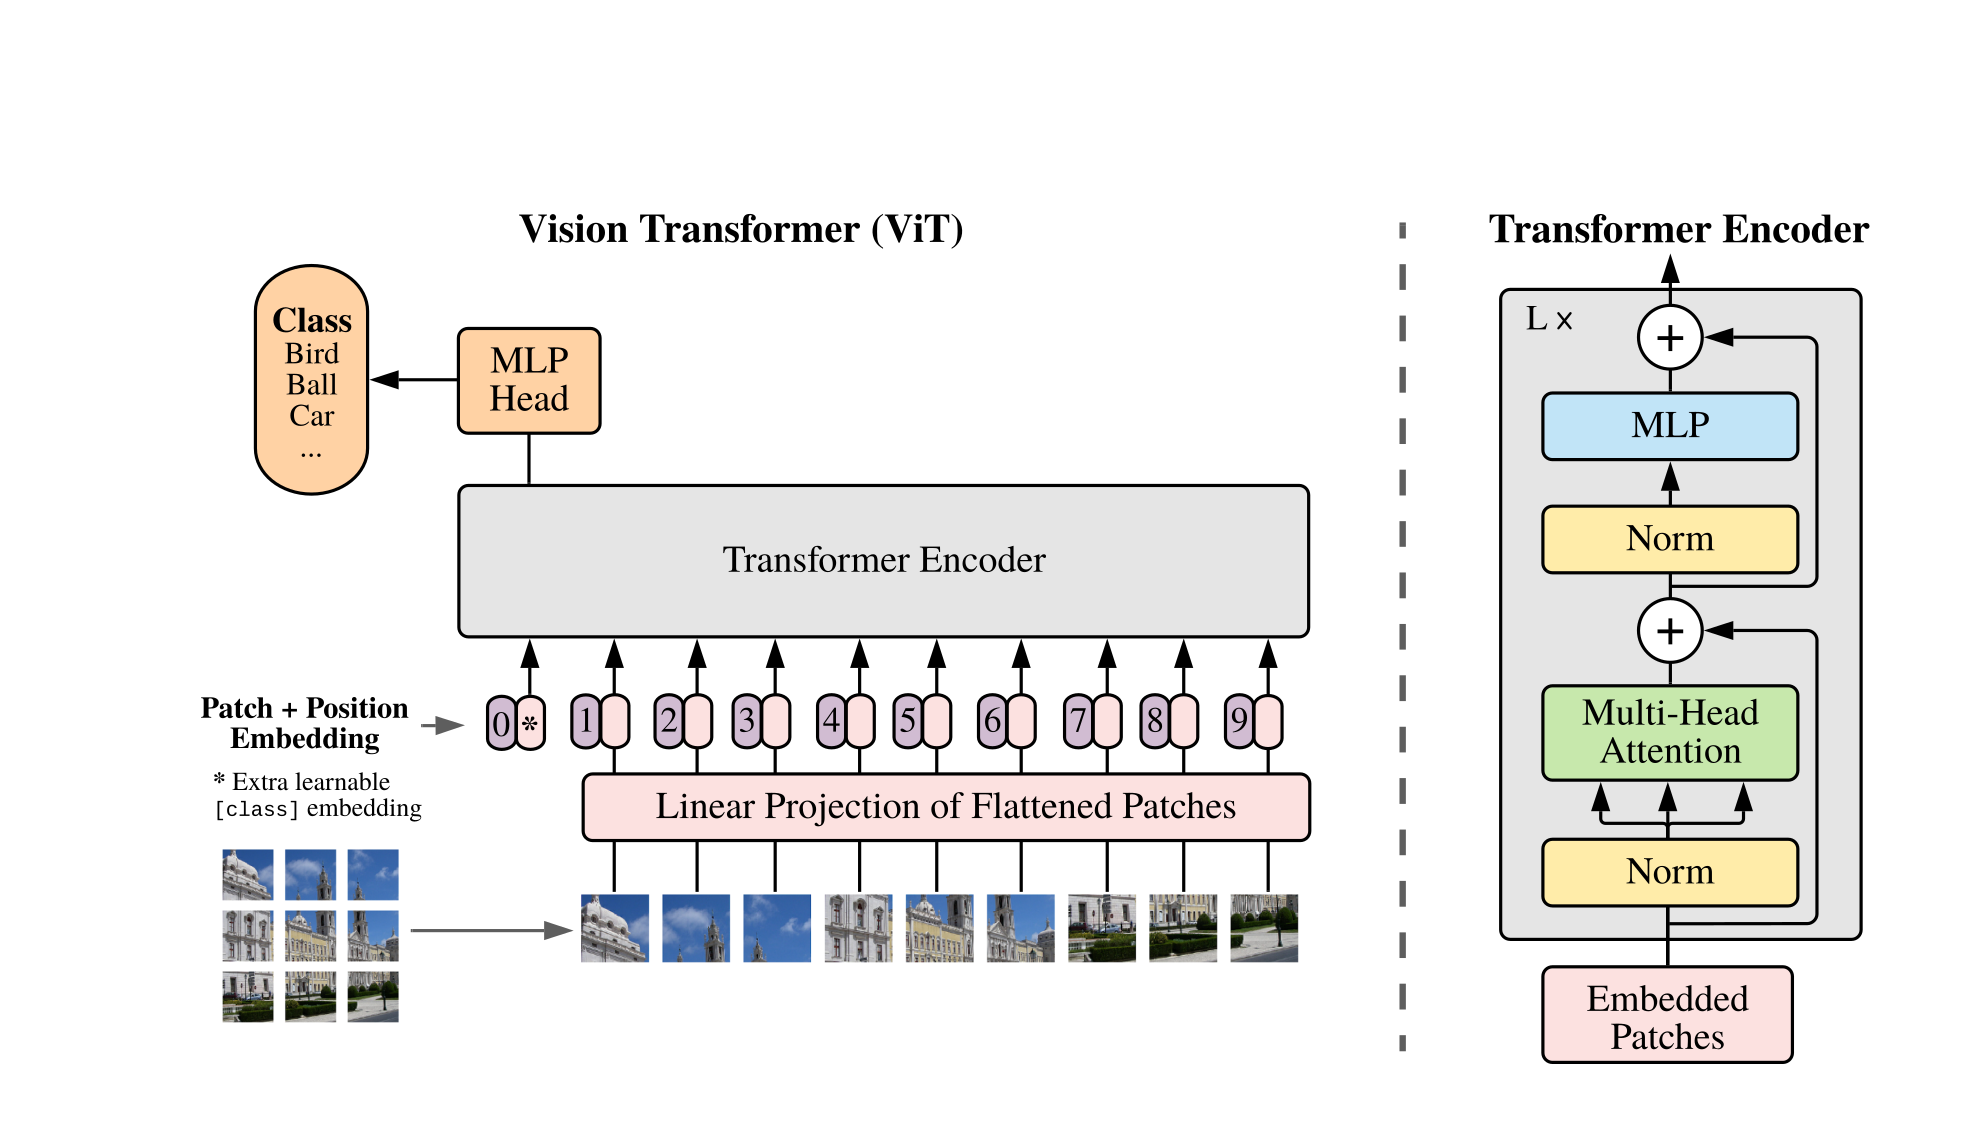 Vision Transformer (ViT)
Class
Bird
Ball
Car
...
MLP
Head
Transformer Encoder
Patch + Position
Embedding
0 * 1 2 3 4 5 6 7 8 9
* Extra learnable
[class] embedding
Linear Projection of Flattened Patches
Transformer Encoder
L x
+
MLP
Norm
+
Multi-Head
Attention
Norm
Embedded
Patches